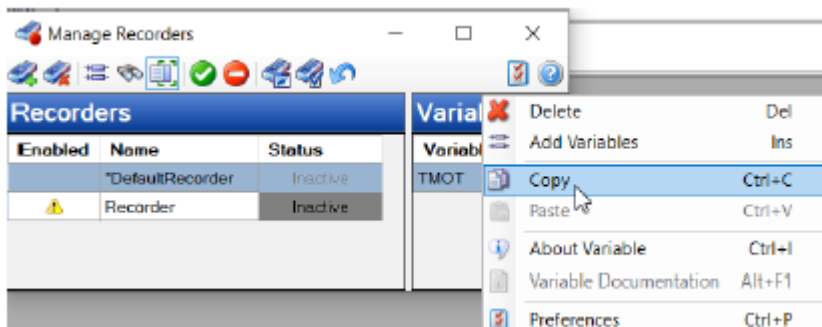 Manage Recorders
Recorders
Enabled Name Status
*DefaultRecorder Inactive
Recorder Inactive
TMOT
Delete Del
Add Variables Ins
Copy Ctrl+C
Paste Ctrl+V
About Variable Ctrl+I
Variable Documentation Alt+F1
Preferences Ctrl+P